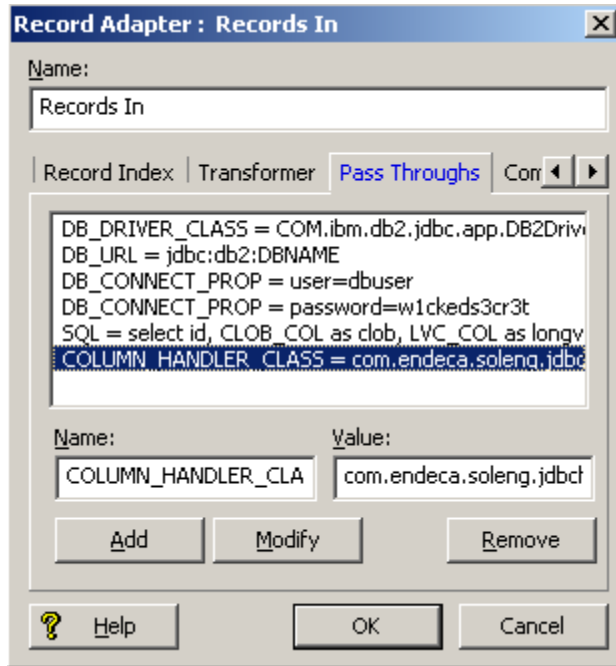 Record Adapter : Records In
Name:
Records In
Record Index Transformer Pass Throughs
DB_DRIVER_CLASS = COM.ibm.db2.jdbc.app.DB2Driv
DB_URL = jdbc:db2:DBNAME
DB_CONNECT_PROP = user=dbuser
DB_CONNECT_PROP = password=w1ckeds3cr3t
SQL = select id, CLOB_COL as clob, LVC_COL as longv
COLUMN_HANDLER_CLASS = com.endeca.soleng.jdbc
Name: Value:
COLUMN_HANDLER_CLA com.endeca.soleng.jdbch
Add Modify Remove
Help OK Cancel